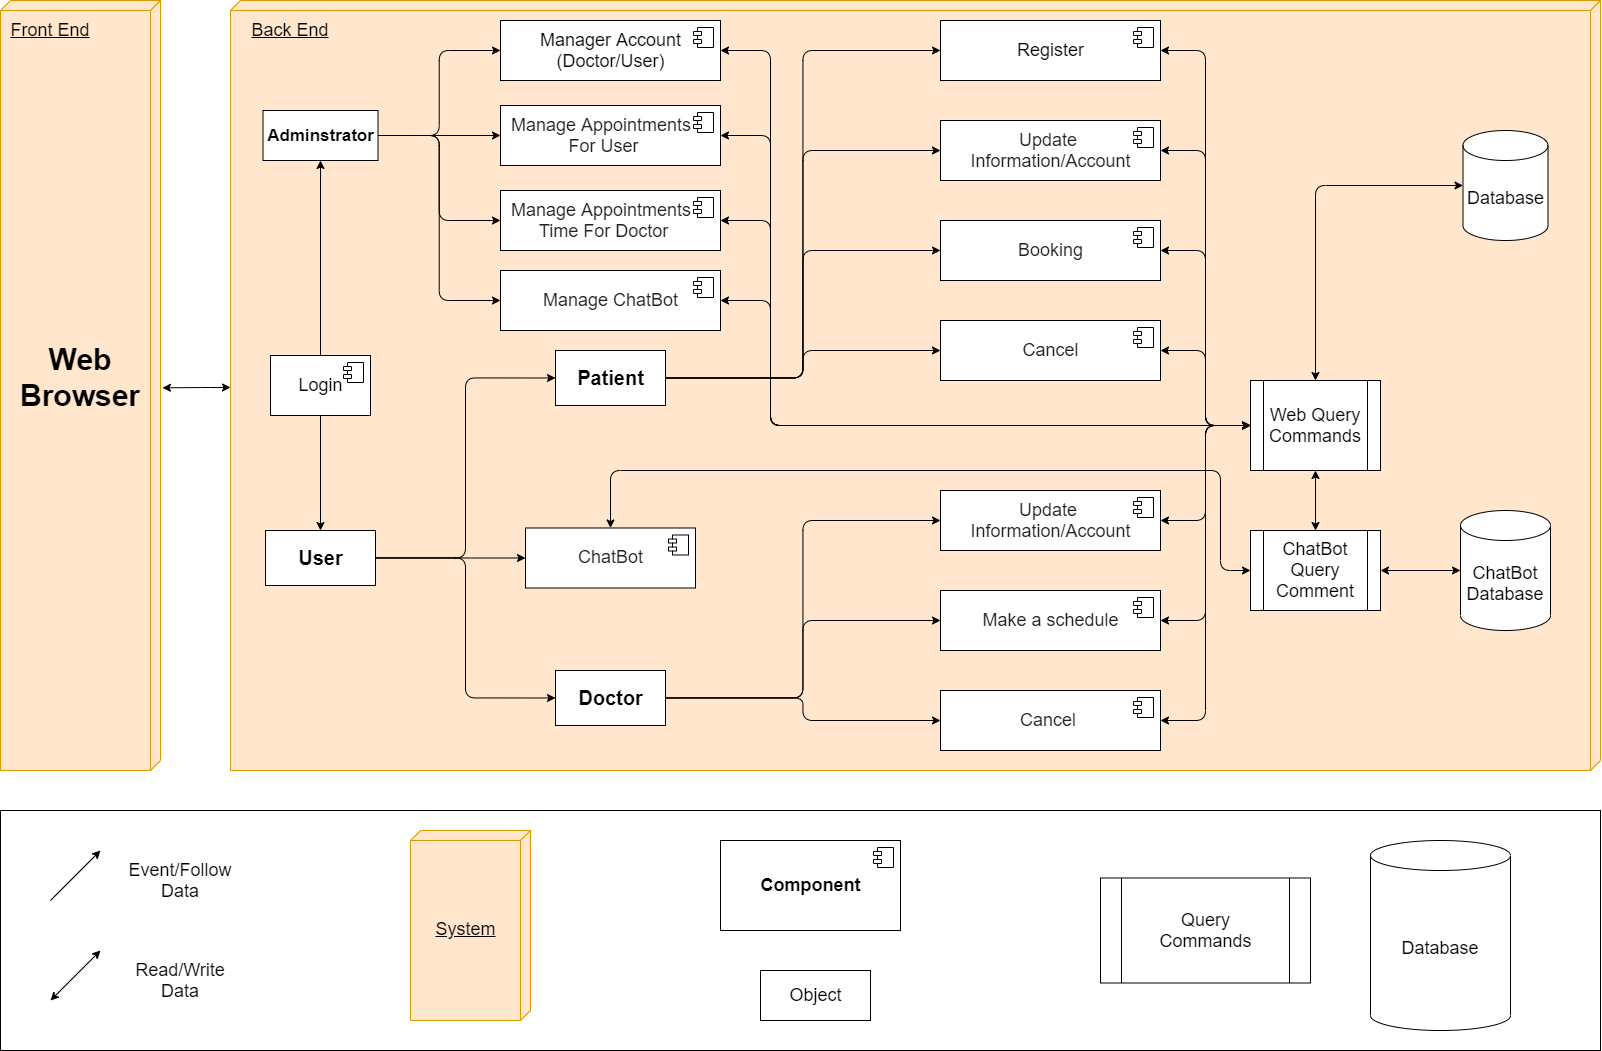 Front End
Back End
Web
Browser
Adminstrator
Login
User
Manager Account
(Doctor/User)
Manage Appointments
For User
Manage Appointments
Time For Doctor
Manage ChatBot
Patient
ChatBot
Doctor
Register
Update
Information/Account
Booking
Cancel
Update
Information/Account
Make a schedule
Cancel
Web Query
Commands
ChatBot
Query
Comment
Database
ChatBot
Database
Event/Follow
Data
Read/Write
Data
System
Component
Object
Query
Commands
Database